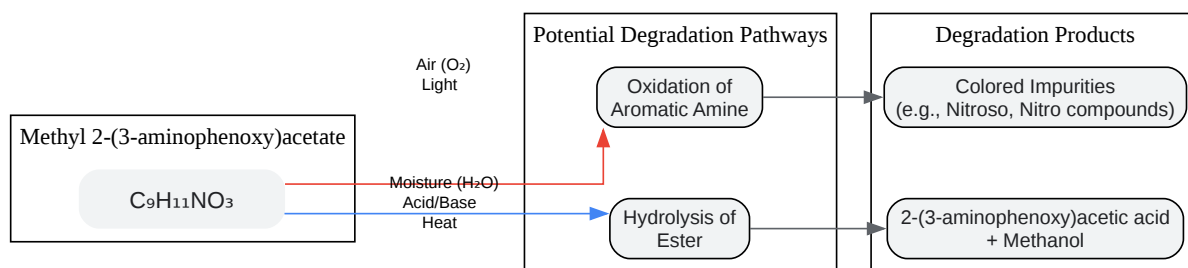 Methyl 2-(3-aminophenoxy)acetate
C₉H₁₁NO₃
Air (O₂)
Light
Moisture (H₂O)
Acid/Base
Heat
Potential Degradation Pathways
Oxidation of
Aromatic Amine
Hydrolysis of
Ester
Degradation Products
Colored Impurities
(e.g., Nitroso, Nitro compounds)
2-(3-aminophenoxy)acetic acid
+ Methanol